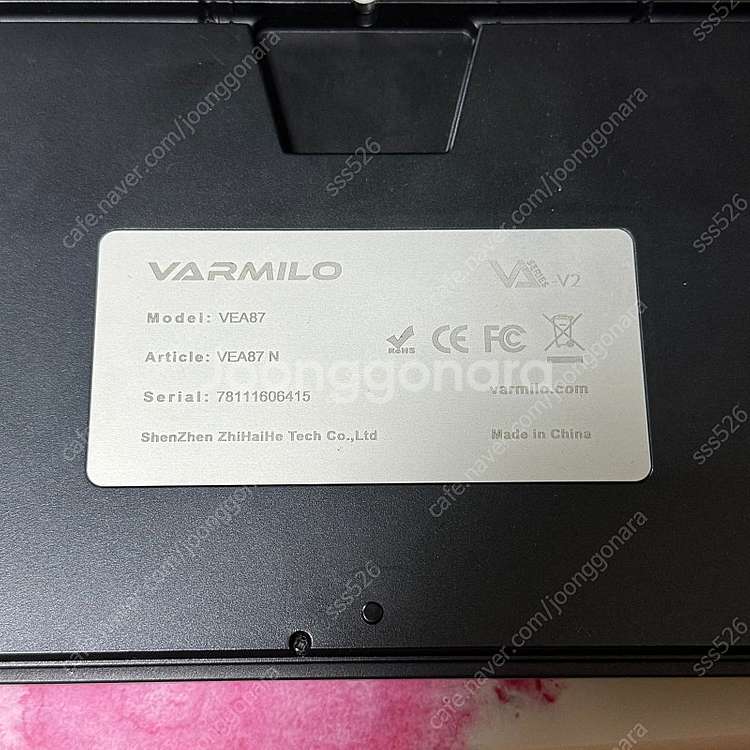 VARMILO
VA SERIES -V2
Model: VEA87
Article: VEA87 N
RoHS CE FC
Serial: 78111606415
varmilo.com
ShenZhen ZhiHaiHe Tech Co.,Ltd
Made in China
joonggonara
cafe.naver.com/joonggonara
sss526